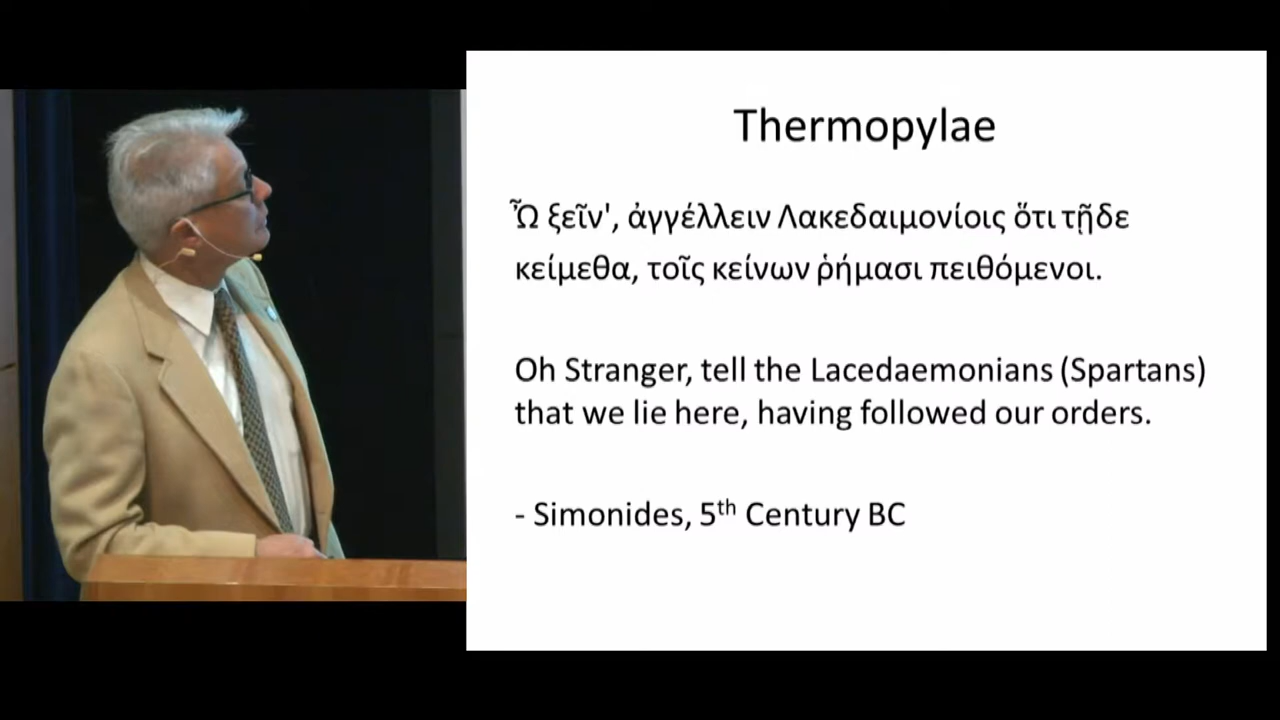 Thermopylae
Ὦ ξεῖν', ἀγγέλλειν Λακεδαιμονίοις ὅτι τῇδε
κείμεθα, τοῖς κείνων ῥήμασι πειθόμενοι.
Oh Stranger, tell the Lacedaemonians (Spartans)
that we lie here, having followed our orders.
- Simonides, 5th Century BC